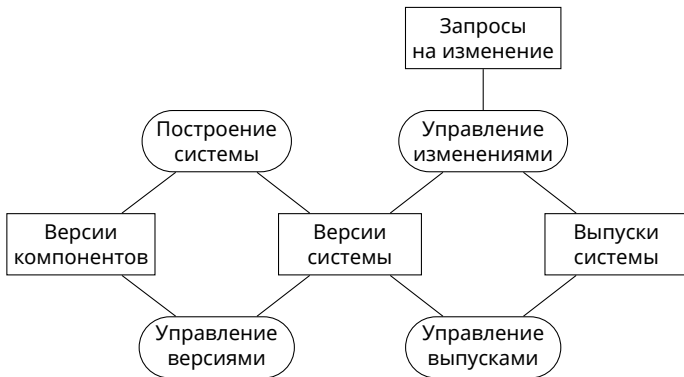 Запросы
на изменение
Построение
системы
Управление
изменениями
Версии
компонентов
Версии
системы
Выпуски
системы
Управление
версиями
Управление
выпусками